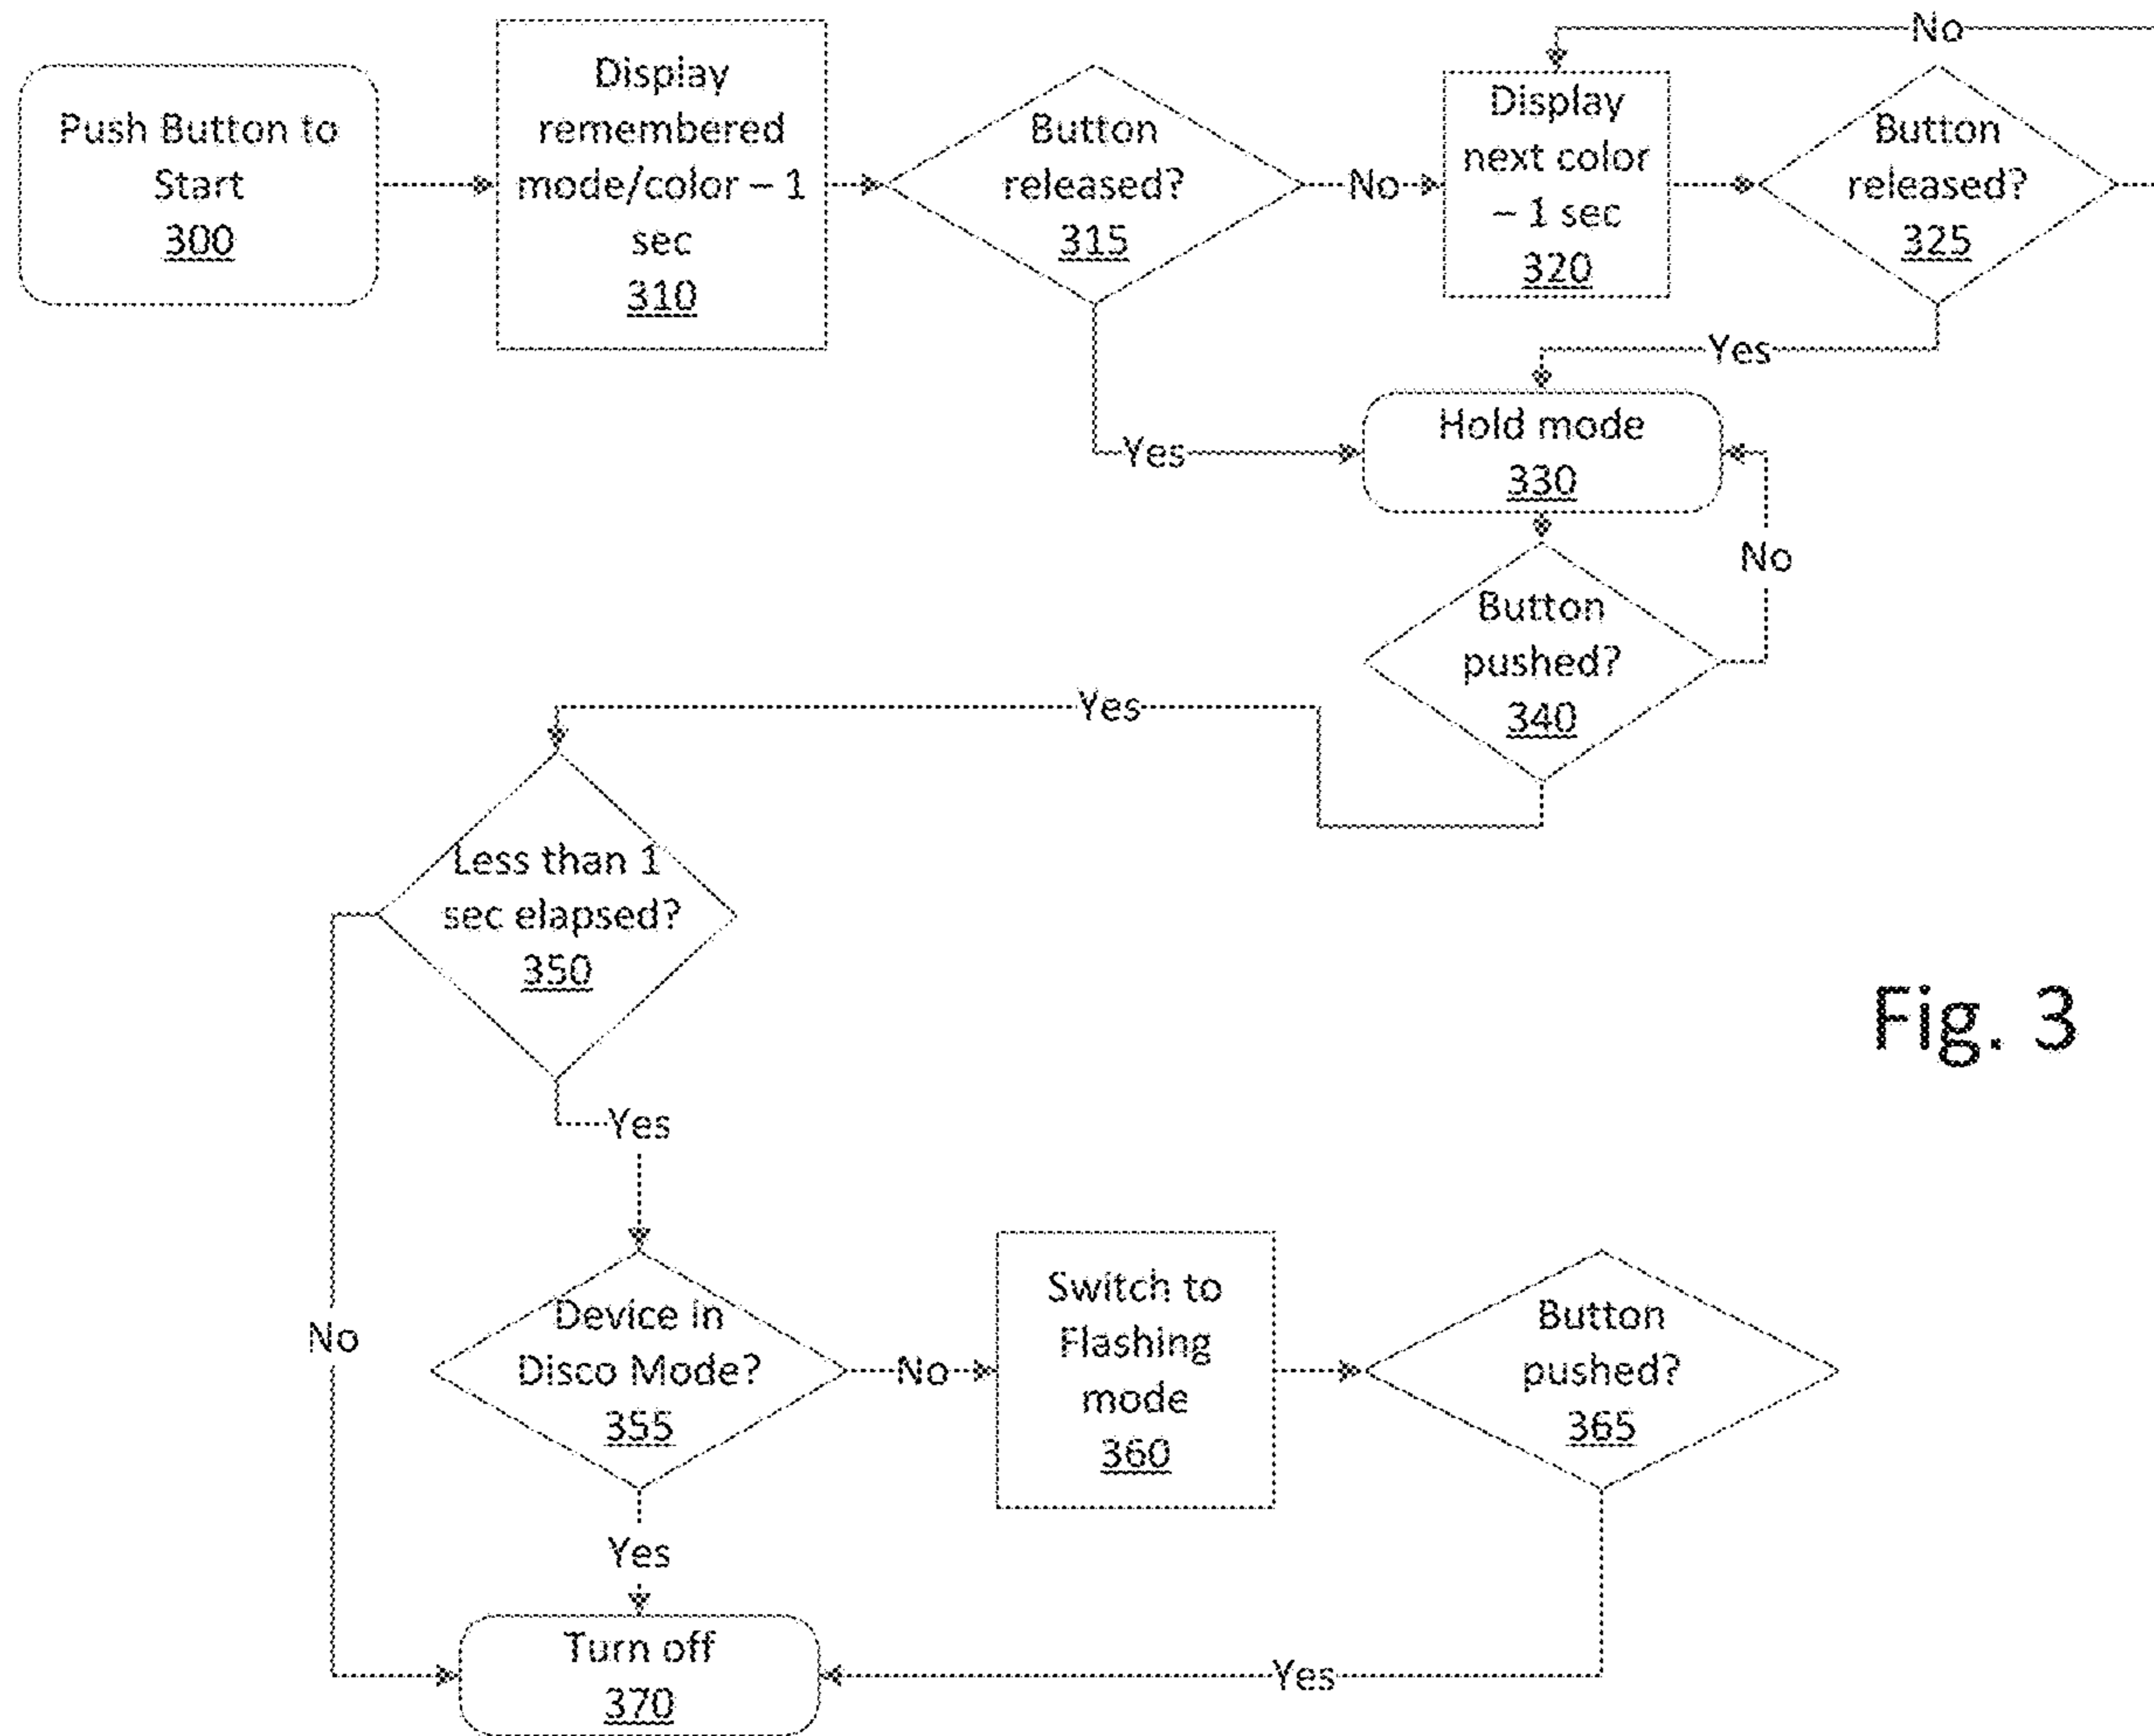 Push Button to
Start
300
Display
remembered
mode/color – 1
sec
310
Button
released?
315
No
Display
next color
– 1 sec
320
Button
released?
325
No
Yes
Yes
Hold mode
330
No
Button
pushed?
340
Yes
Less than 1
sec elapsed?
350
Fig. 3
Yes
No
Device in
Disco Mode?
355
No
Switch to
Flashing
mode
360
Button
pushed?
365
Yes
Turn off
370
Yes